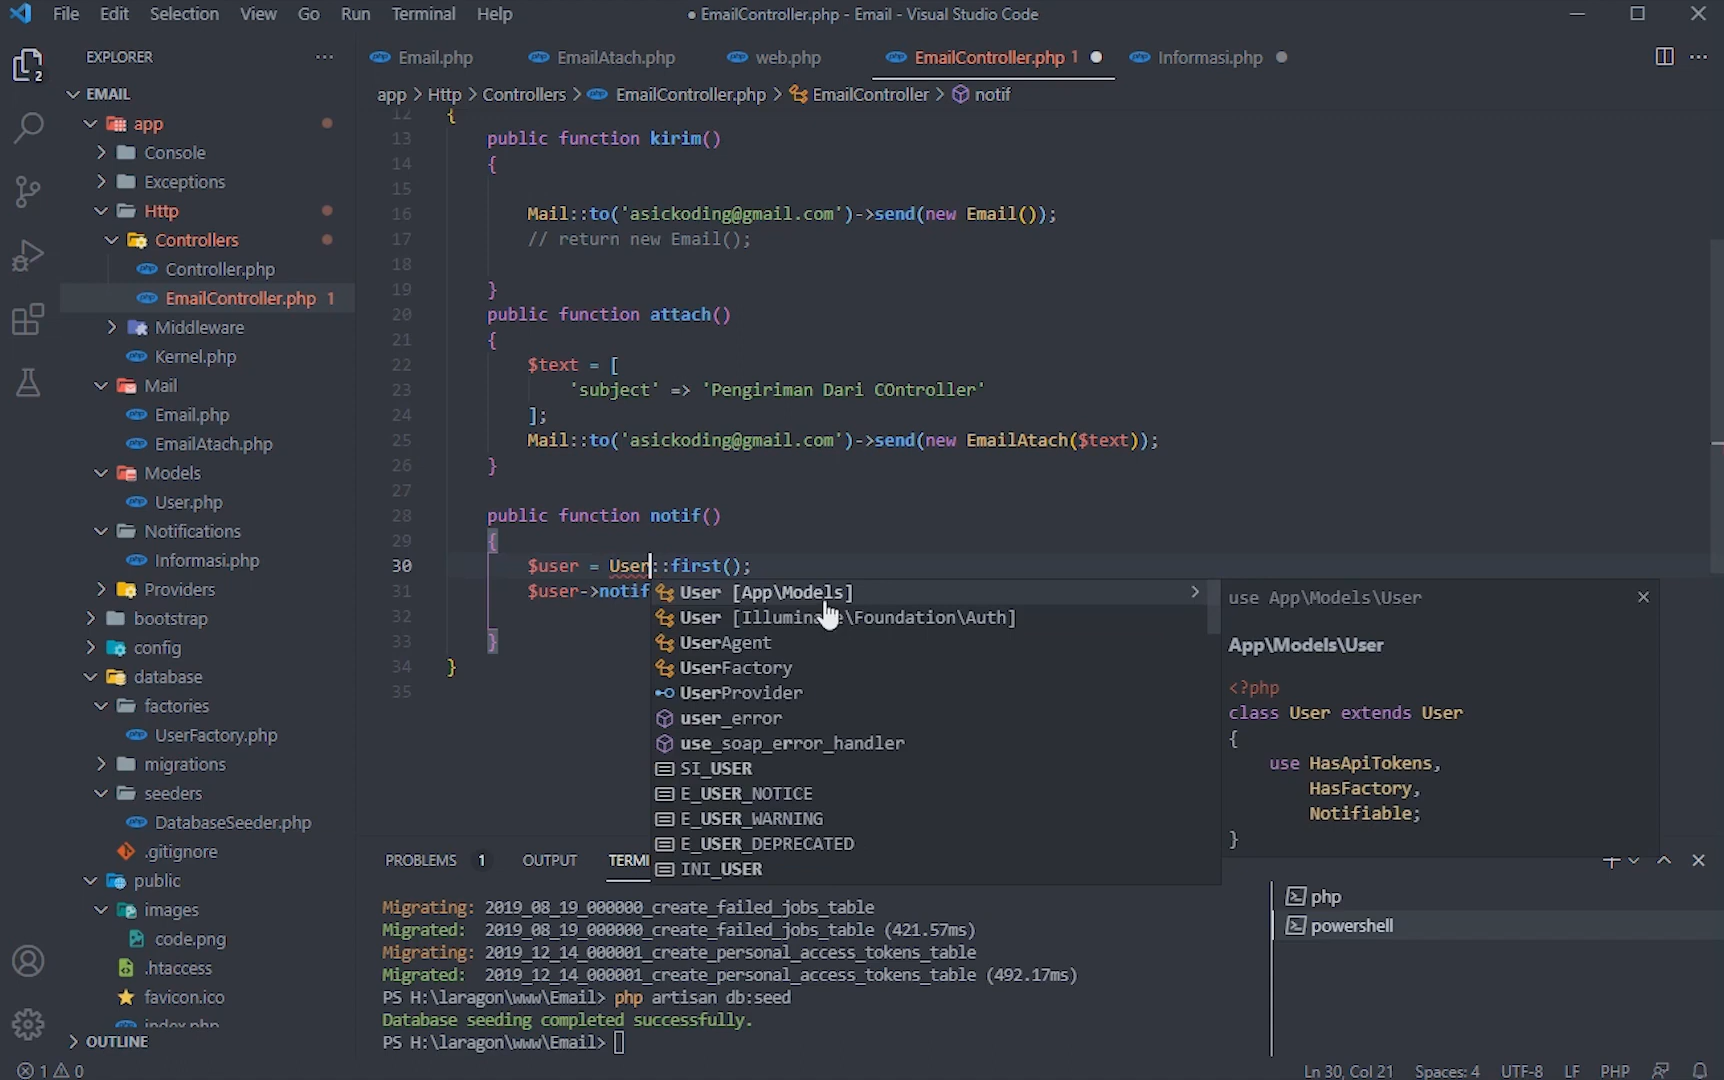 File Edit Selection View Go Run Terminal Help
● EmailController.php - Email - Visual Studio Code
EXPLORER
Email.php
EmailAtach.php
web.php
EmailController.php 1
Informasi.php
app > Http > Controllers > EmailController.php > EmailController > notif
2
EMAIL
app
Console
Exceptions
Http
Controllers
Controller.php
EmailController.php 1
Middleware
Kernel.php
Mail
Email.php
EmailAtach.php
Models
User.php
Notifications
Informasi.php
Providers
bootstrap
config
database
factories
UserFactory.php
migrations
seeders
DatabaseSeeder.php
.gitignore
public
images
code.png
.htaccess
favicon.ico
index.php
OUTLINE
12 {
13 public function kirim()
14 {
15
16 Mail::to('asickoding@gmail.com')->send(new Email());
17 // return new Email();
18
19 }
20 public function attach()
21 {
22 $text = [
23 'subject' => 'Pengiriman Dari COntroller'
24 ];
25 Mail::to('asickoding@gmail.com')->send(new EmailAtach($text));
26 }
27
28 public function notif()
29 {
30 $user = User::first();
31 $user->notif
32
33 }
34 }
35
User [App\Models]
User [Illuminate\Foundation\Auth]
UserAgent
UserFactory
UserProvider
user_error
use_soap_error_handler
SI_USER
E_USER_NOTICE
E_USER_WARNING
E_USER_DEPRECATED
INI_USER
use App\Models\User
App\Models\User
<?php
class User extends User
{
use HasApiTokens,
HasFactory,
Notifiable;
}
PROBLEMS 1 OUTPUT TERMI
Migrating: 2019_08_19_000000_create_failed_jobs_table
Migrated: 2019_08_19_000000_create_failed_jobs_table (421.57ms)
Migrating: 2019_12_14_000001_create_personal_access_tokens_table
Migrated: 2019_12_14_000001_create_personal_access_tokens_table (492.17ms)
PS H:\laragon\www\Email> php artisan db:seed
Database seeding completed successfully.
PS H:\laragon\www\Email>
php
powershell
1 0
Ln 30, Col 21 Spaces: 4 UTF-8 LF PHP